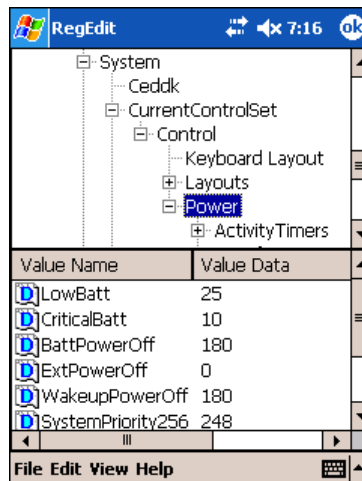 RegEdit 7:16 ok
System
Ceddk
CurrentControlSet
Control
Keyboard Layout
Layouts
Power
ActivityTimers
Value Name Value Data
LowBatt 25
CriticalBatt 10
BattPowerOff 180
ExtPowerOff 0
WakeupPowerOff 180
SystemPriority256 248
File Edit View Help